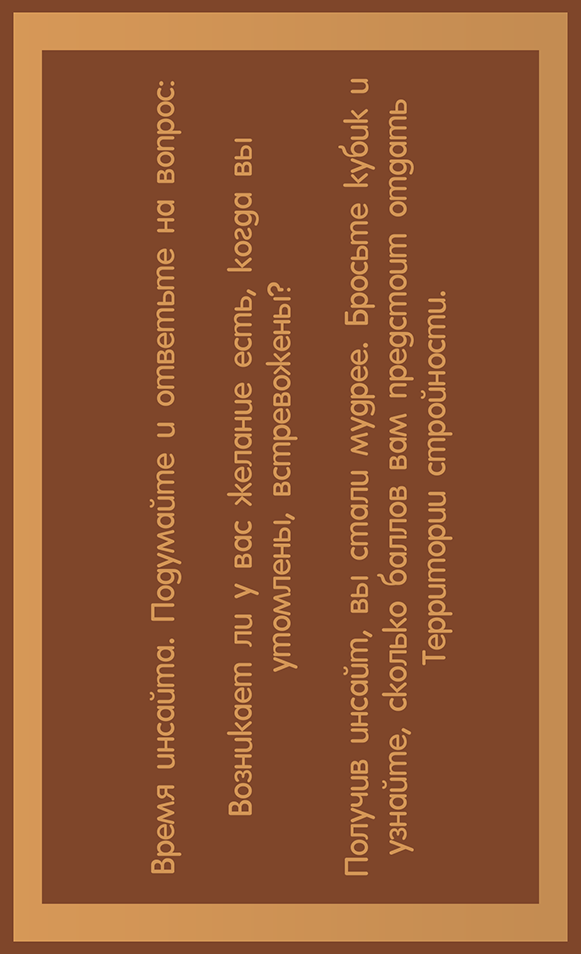 Время инсайта. Подумайте и ответьте на вопрос:
Возникает ли у вас желание есть, когда вы
утомлены, встревожены?
Получив инсайт, вы стали мудрее. Бросьте кубик и
узнайте, сколько баллов вам предстоит отдать
Территории стройности.